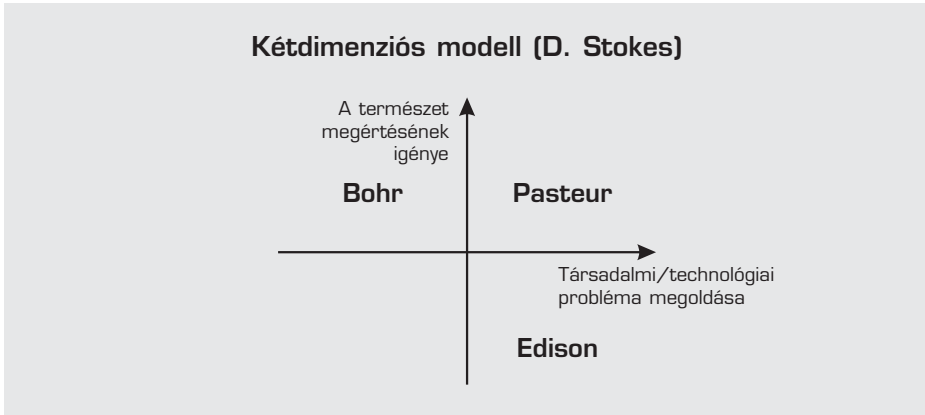 Kétdimenziós modell (D. Stokes)
A természet
megértésének
igénye
Bohr
Pasteur
Társadalmi/technológiai
probléma megoldása
Edison